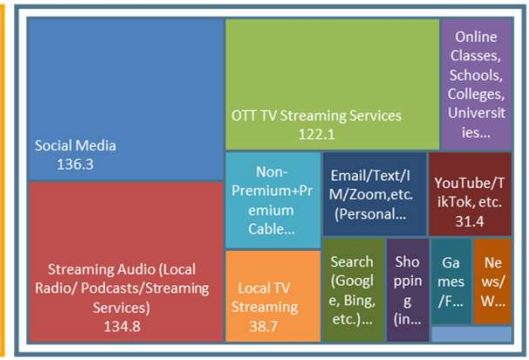 Social Media
136.3
Streaming Audio (Local
Radio/ Podcasts/Streaming
Services)
134.8
OTT TV Streaming Services
122.1
Online
Classes,
Schools,
Colleges,
Universit
ies...
Non-
Premium+Pr
emium
Cable...
Local TV
Streaming
38.7
Email/Text/I
M/Zoom,etc.
(Personal...
YouTube/T
ikTok, etc.
31.4
Search
(Googl
e, Bing,
etc.)...
Sho
ppin
g
(in...
Ga
mes
/F...
Ne
ws/
W...